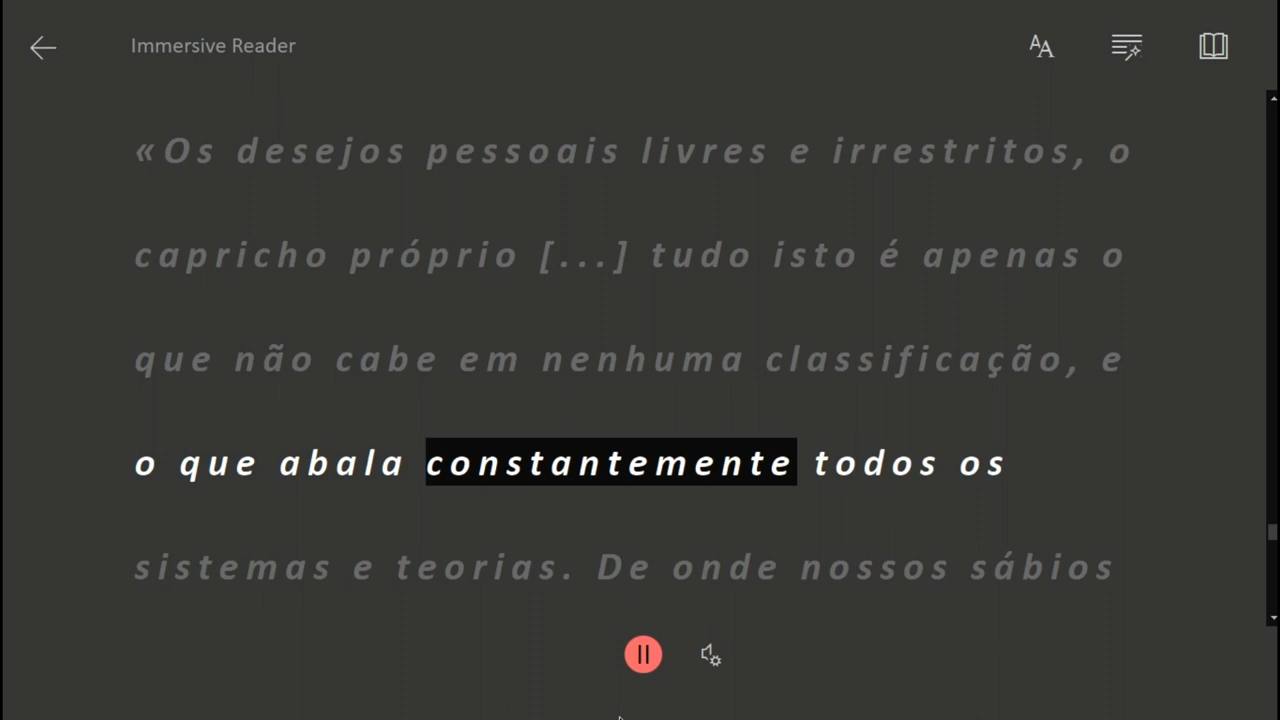 Immersive Reader
«Os desejos pessoais livres e irrestritos, o
capricho próprio [...] tudo isto é apenas o
que não cabe em nenhuma classificação, e
o que abala constantemente todos os
sistemas e teorias. De onde nossos sábios